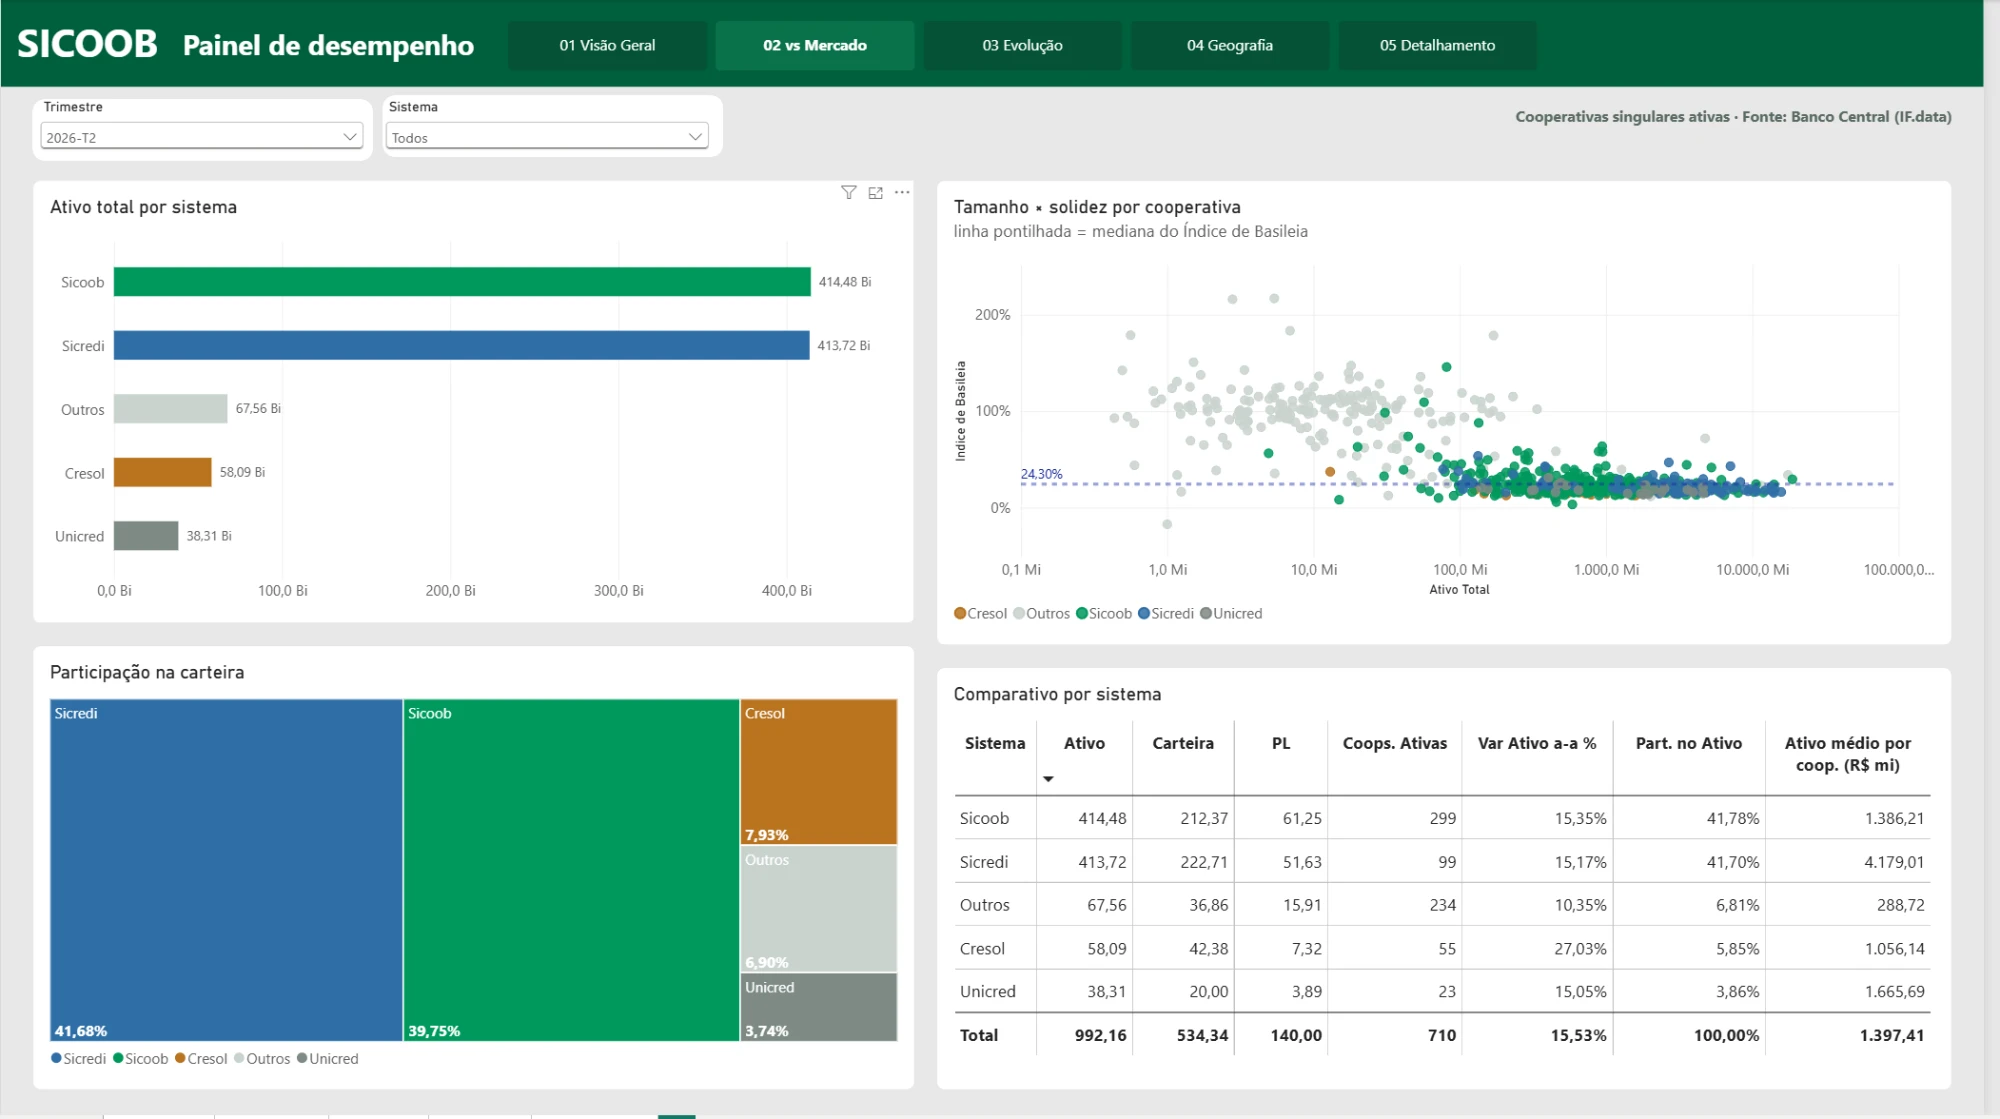 SICOOB Painel de desempenho
01 Visão Geral
02 vs Mercado
03 Evolução
04 Geografia
05 Detalhamento
Trimestre
2026-T2
Sistema
Todos
Cooperativas singulares ativas · Fonte: Banco Central (IF.data)
Ativo total por sistema
Sicoob 414,48 Bi
Sicredi 413,72 Bi
Outros 67,56 Bi
Cresol 58,09 Bi
Unicred 38,31 Bi
0,0 Bi 100,0 Bi 200,0 Bi 300,0 Bi 400,0 Bi
Tamanho × solidez por cooperativa
linha pontilhada = mediana do Índice de Basileia
Indice de Basileia
200%
100%
24,30%
0%
0,1 Mi 1,0 Mi 10,0 Mi 100,0 Mi 1.000,0 Mi 10.000,0 Mi 100.000,0...
Ativo Total
Cresol Outros Sicoob Sicredi Unicred
Participação na carteira
Sicredi
41,68%
Sicoob
39,75%
Cresol
7,93%
Outros
6,90%
Unicred
3,74%
Sicredi Sicoob Cresol Outros Unicred
Comparativo por sistema
Sistema Ativo Carteira PL Coops. Ativas Var Ativo a-a % Part. no Ativo Ativo médio por
coop. (R$ mi)
Sicoob 414,48 212,37 61,25 299 15,35% 41,78% 1.386,21
Sicredi 413,72 222,71 51,63 99 15,17% 41,70% 4.179,01
Outros 67,56 36,86 15,91 234 10,35% 6,81% 288,72
Cresol 58,09 42,38 7,32 55 27,03% 5,85% 1.056,14
Unicred 38,31 20,00 3,89 23 15,05% 3,86% 1.665,69
Total 992,16 534,34 140,00 710 15,53% 100,00% 1.397,41